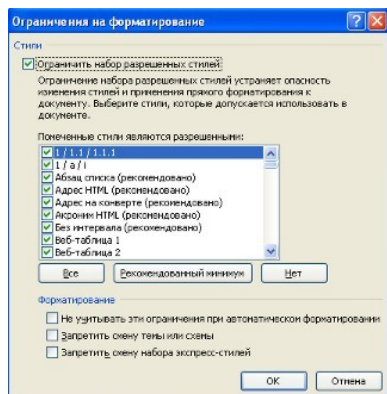 Ограничения на форматирование
Стили
Ограничить набор разрешенных стилей
Ограничение набора разрешенных стилей устраняет опасность
изменения стилей и применения прямого форматирования к
документу. Выберите стили, которые допускается использовать в
документе.
Помеченные стили являются разрешенными:
1 / 1.1 / 1.1.1
1 / a / i
Абзац списка (рекомендовано)
Адрес HTML (рекомендовано)
Адрес на конверте (рекомендовано)
Акроним HTML (рекомендовано)
Без интервала (рекомендовано)
Веб-таблица 1
Веб-таблица 2
Все Рекомендованный минимум Нет
Форматирование
Не учитывать эти ограничения при автоматическом форматировании
Запретить смену темы или схемы
Запретить смену набора экспресс-стилей
ОК Отмена